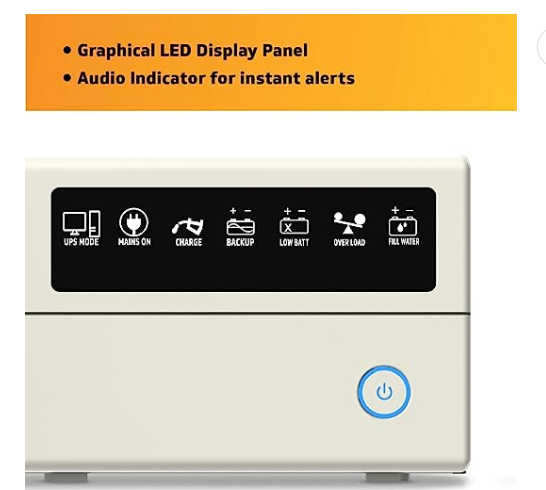 • Graphical LED Display Panel
• Audio Indicator for instant alerts
UPS MODE MAINS ON CHARGE BACKUP LOW BATT OVER LOAD FILL WATER